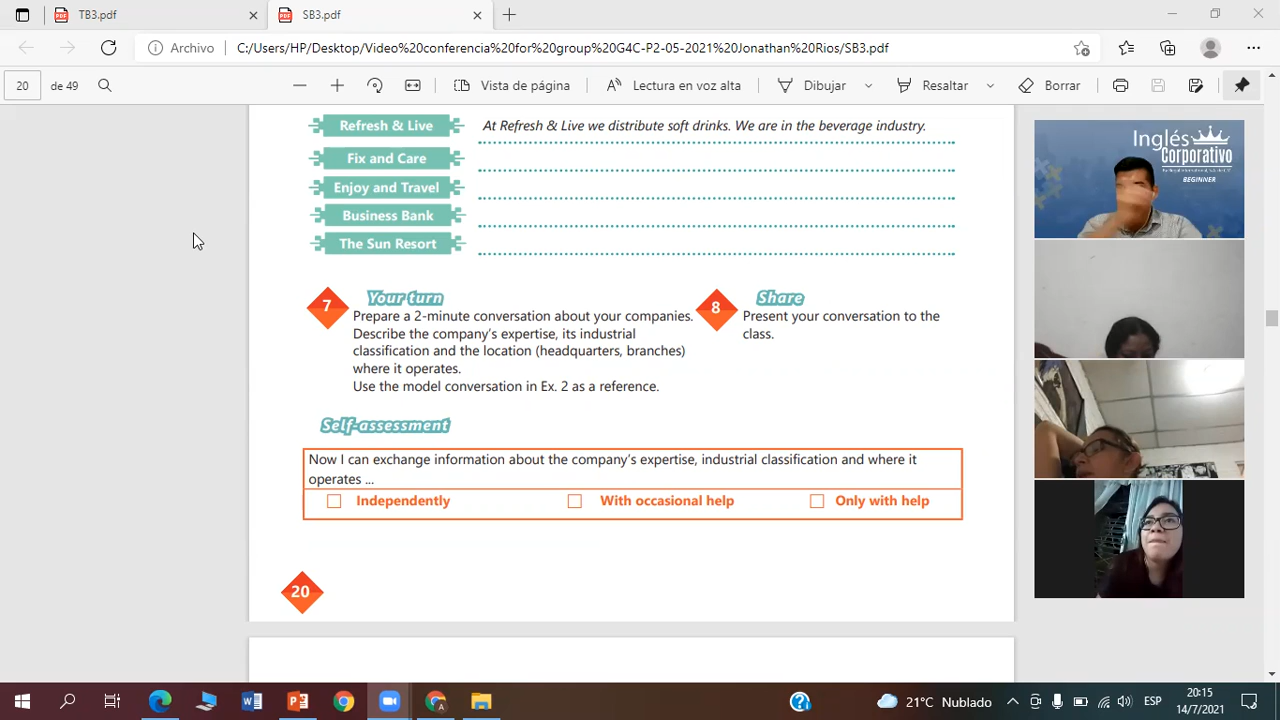 TB3.pdf
SB3.pdf
Archivo
C:/Users/HP/Desktop/Video%20conferencia%20for%20group%20G4C-P2-05-2021%20Jonathan%20Rios/SB3.pdf
20 de 49
Vista de página
Lectura en voz alta
Dibujar
Resaltar
Borrar
Refresh & Live At Refresh & Live we distribute soft drinks. We are in the beverage industry.
Fix and Care
Enjoy and Travel
Business Bank
The Sun Resort
7 Your turn
Prepare a 2-minute conversation about your companies.
Describe the company's expertise, its industrial
classification and the location (headquarters, branches)
where it operates.
Use the model conversation in Ex. 2 as a reference.
8 Share
Present your conversation to the
class.
Self-assessment
Now I can exchange information about the company's expertise, industrial classification and where it
operates ...
Independently With occasional help Only with help
20
Inglés
Corporativo
BEGINNER
21°C Nublado
ESP
20:15
14/7/2021